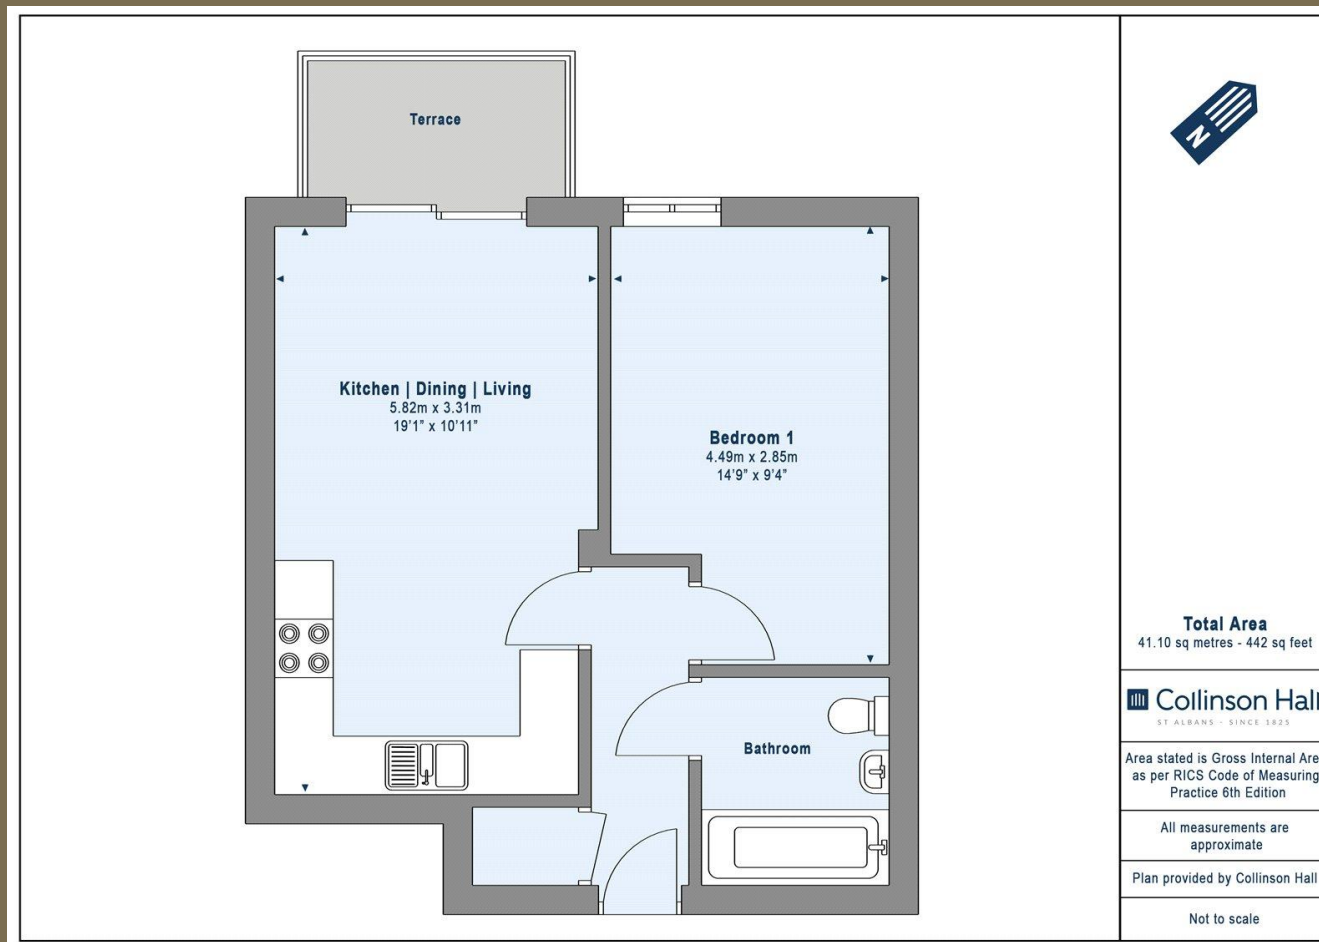 Terrace
Kitchen | Dining | Living
5.82m x 3.31m
19'1" x 10'11"
Bedroom 1
4.49m x 2.85m
14'9" x 9'4"
Bathroom
N
Total Area
41.10 sq metres - 442 sq feet
Collinson Hall
ST ALBANS - SINCE 1825
Area stated is Gross Internal Are
as per RICS Code of Measuring
Practice 6th Edition
All measurements are
approximate
Plan provided by Collinson Hall
Not to scale